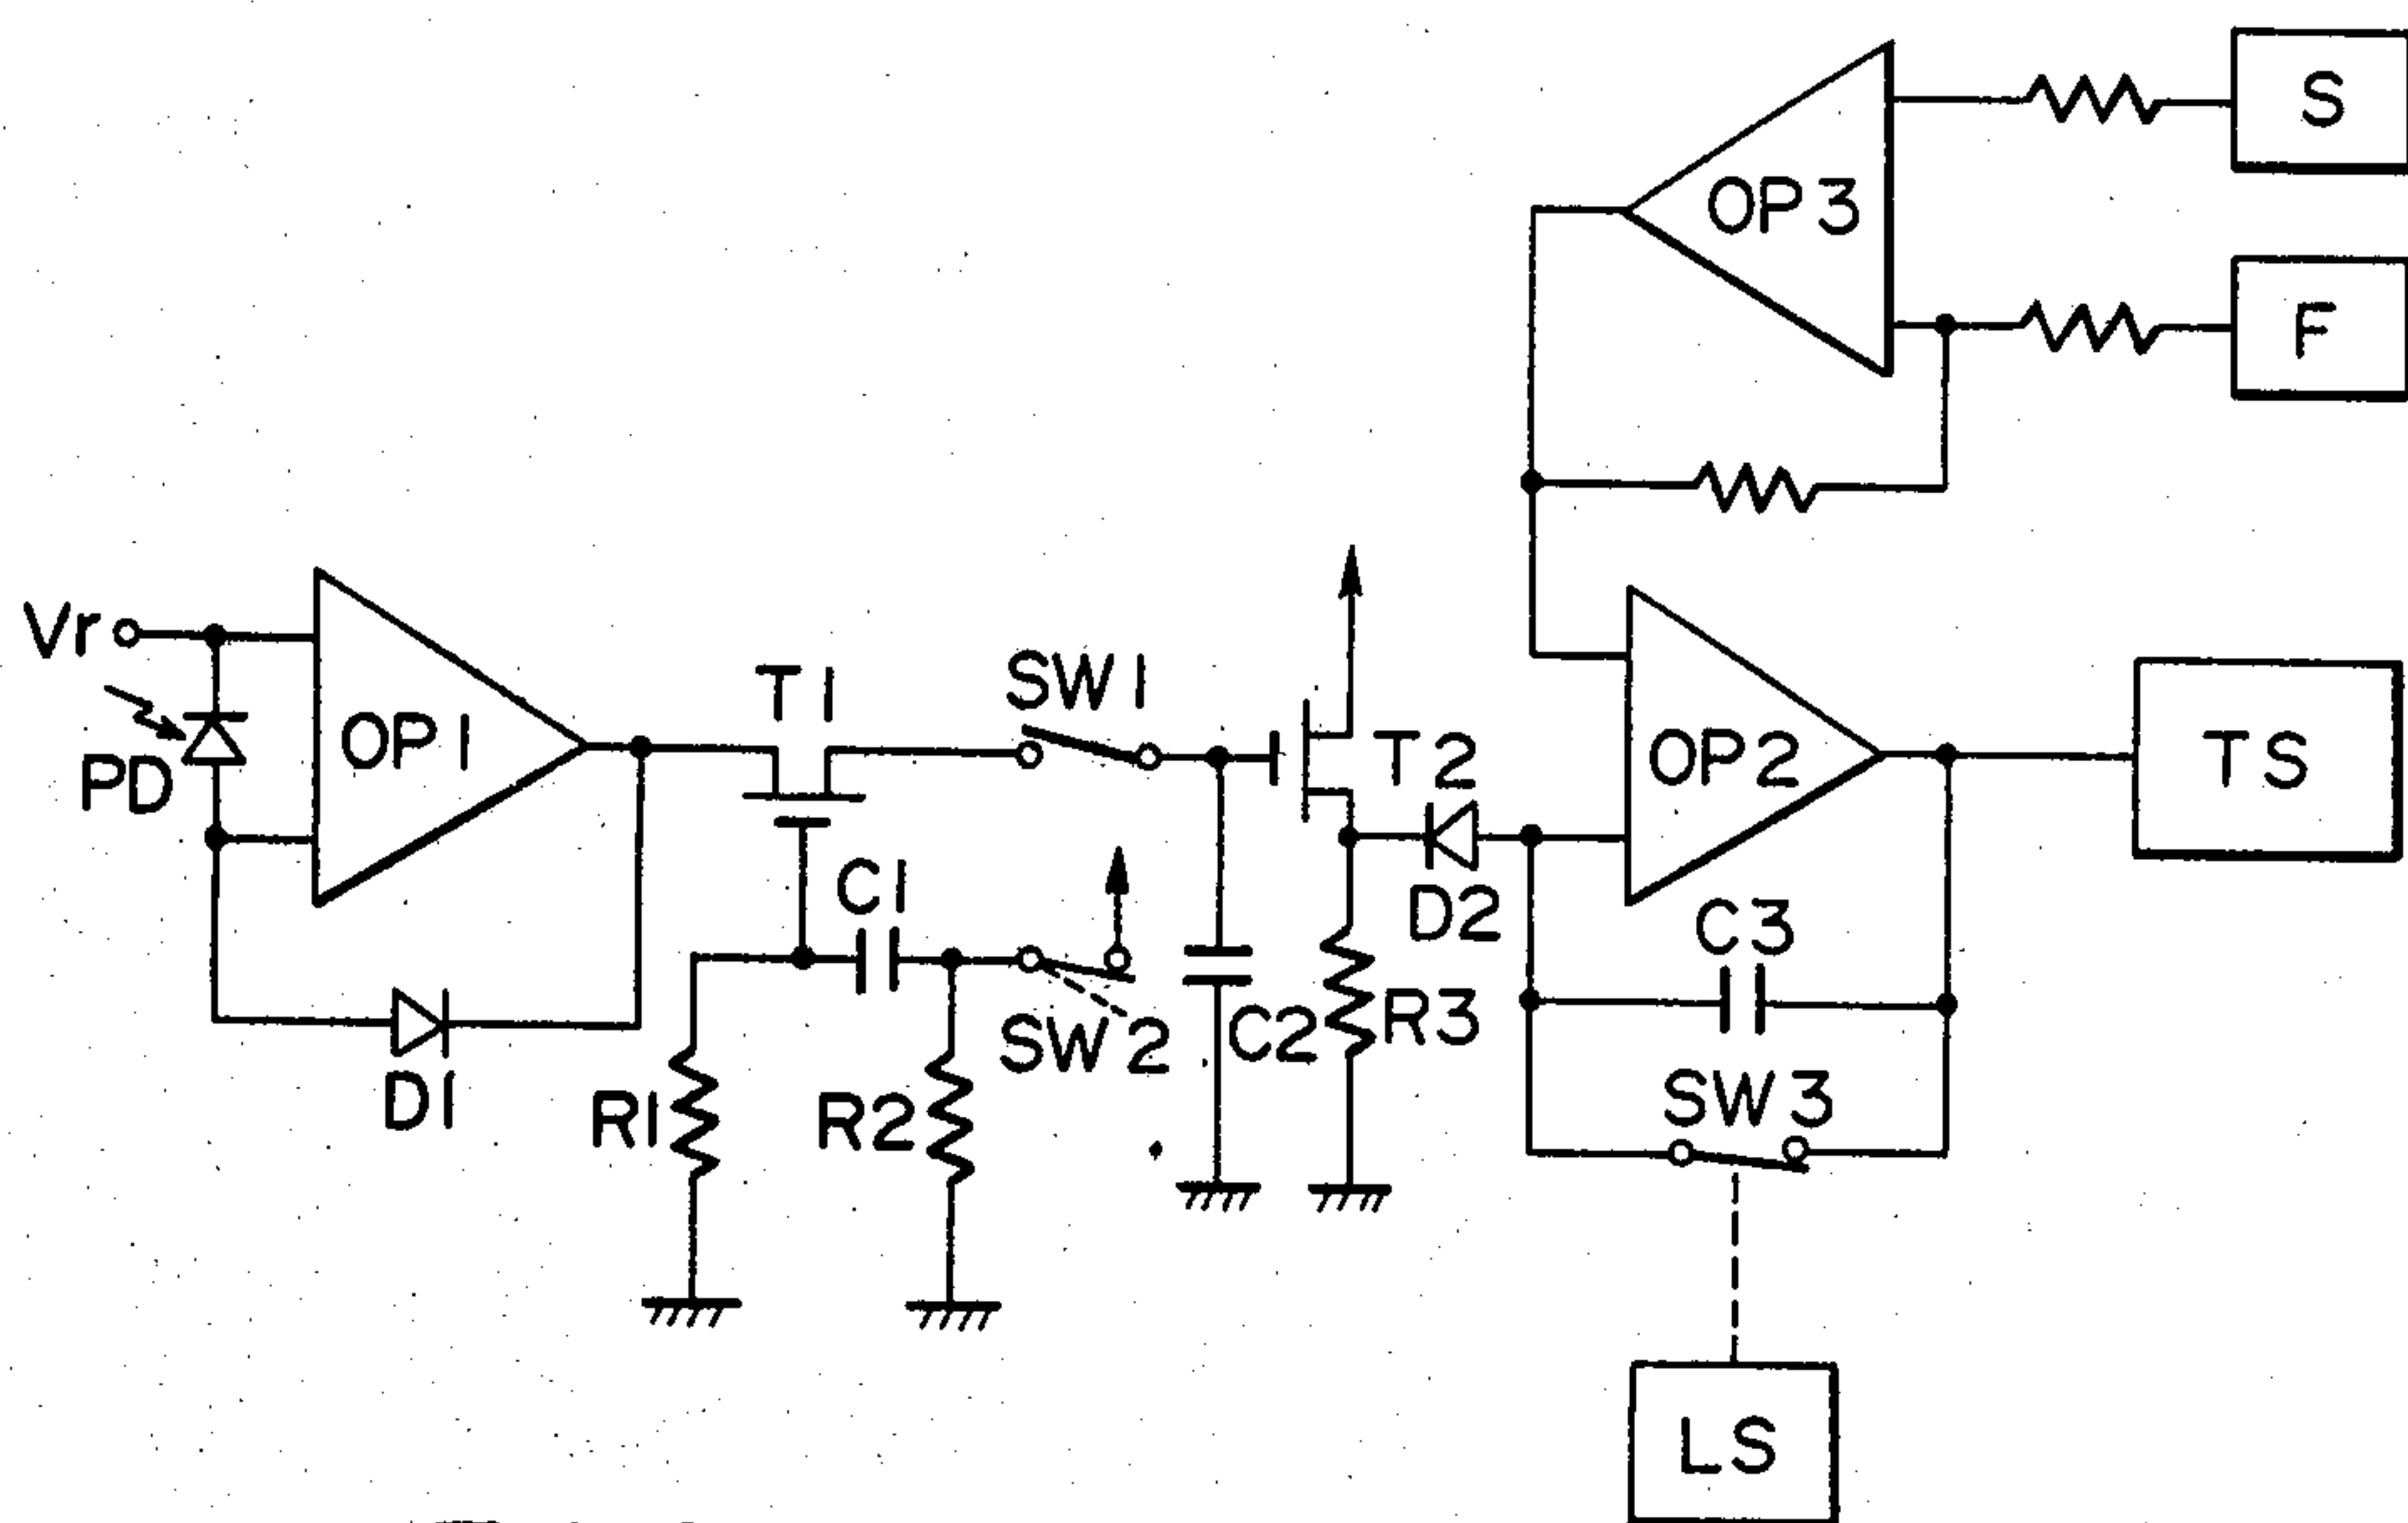 S
OP3
F
Vr
OP1
PD
T1
SW1
T2
OP2
TS
D2
C1
C3
SW2
C2
R3
D1
R1
R2
SW3
LS